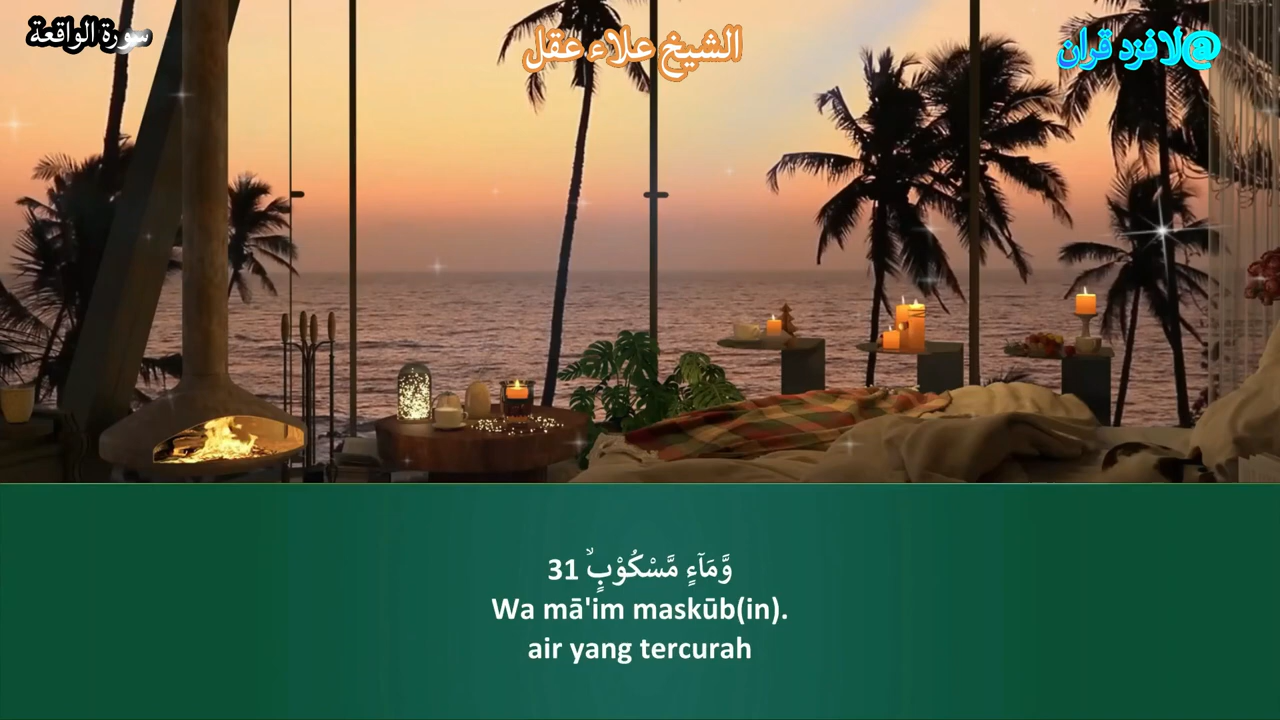 سورة الواقعة
الشيخ علاء عقل
@لافزد قران
وَّمَاۤءٍ مَّسْكُوْبٍۙ 31
Wa mā'im maskūb(in).
air yang tercurah